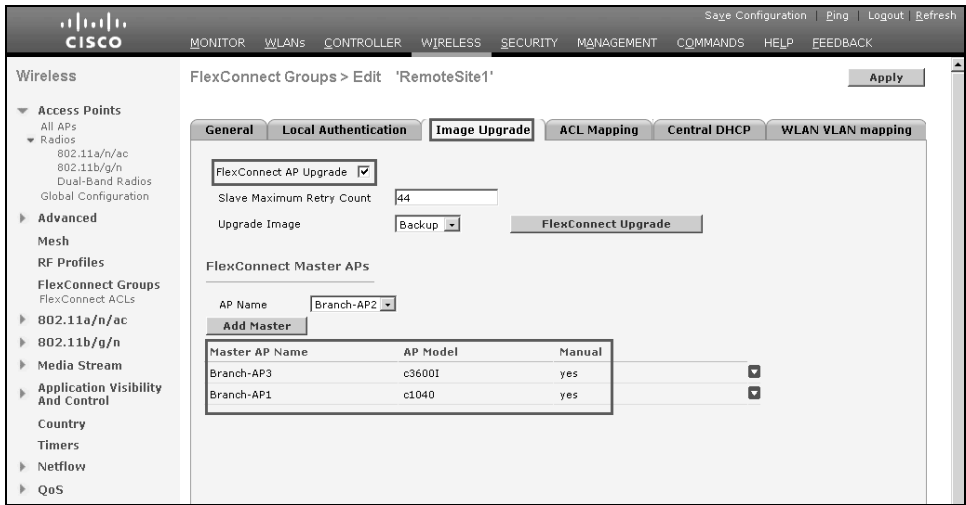 Save Configuration | Ping | Logout | Refresh
CISCO
MONITOR WLANs CONTROLLER WIRELESS SECURITY MANAGEMENT COMMANDS HELP FEEDBACK
Wireless
Access Points
All APs
Radios
802.11a/n/ac
802.11b/g/n
Dual-Band Radios
Global Configuration
Advanced
Mesh
RF Profiles
FlexConnect Groups
FlexConnect ACLs
802.11a/n/ac
802.11b/g/n
Media Stream
Application Visibility
And Control
Country
Timers
Netflow
QoS
FlexConnect Groups > Edit 'RemoteSite1'
Apply
General Local Authentication Image Upgrade ACL Mapping Central DHCP WLAN VLAN mapping
FlexConnect AP Upgrade
Slave Maximum Retry Count 44
Upgrade Image Backup FlexConnect Upgrade
FlexConnect Master APs
AP Name Branch-AP2
Add Master
Master AP Name AP Model Manual
Branch-AP3 c3600I yes
Branch-AP1 c1040 yes